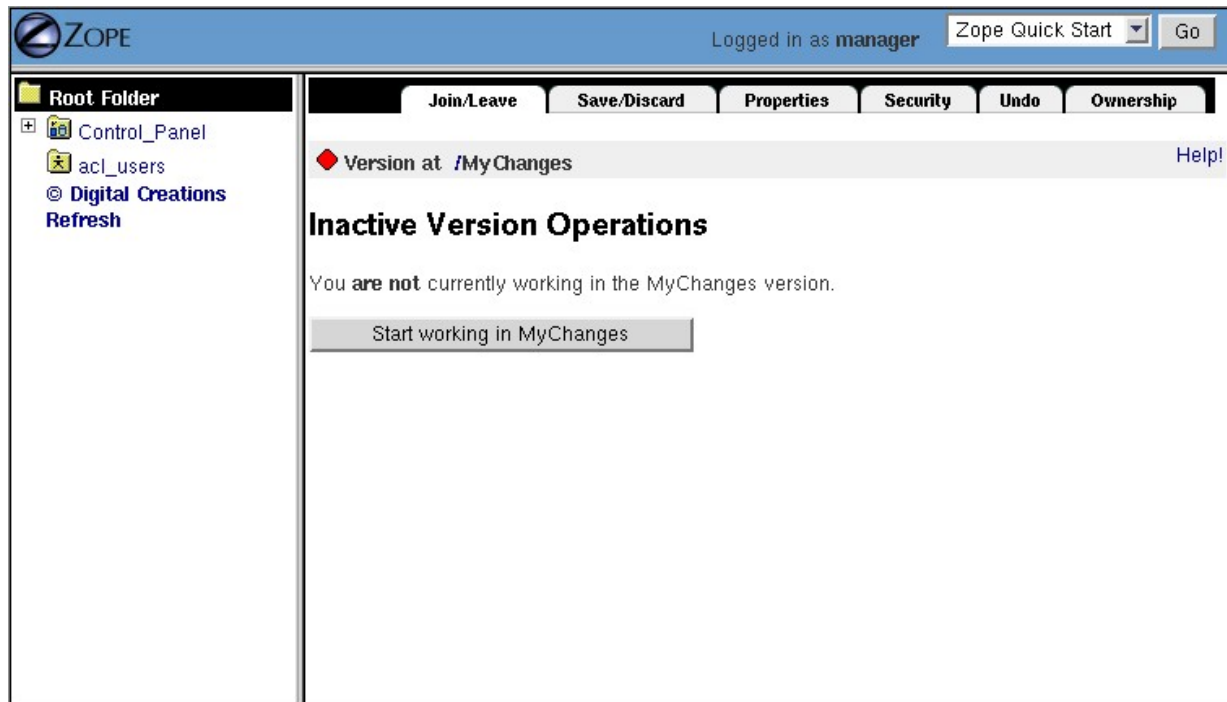 ZOPE
Logged in as manager
Zope Quick Start
Go
Root Folder
Control_Panel
acl_users
© Digital Creations
Refresh
Join/Leave
Save/Discard
Properties
Security
Undo
Ownership
Version at /MyChanges
Help!
Inactive Version Operations
You are not currently working in the MyChanges version.
Start working in MyChanges